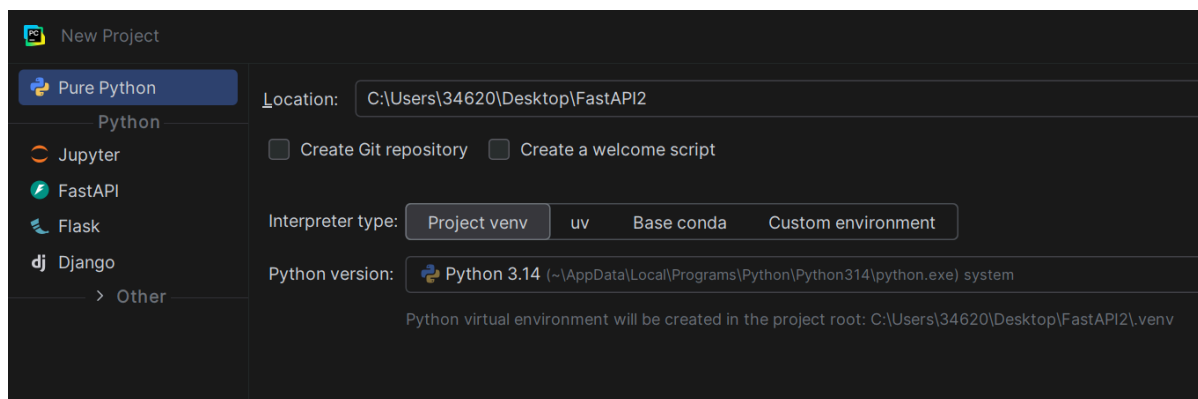 PC
New Project
Pure Python
Python
Jupyter
FastAPI
Flask
dj Django
> Other
Location: C:\Users\34620\Desktop\FastAPI2
Create Git repository Create a welcome script
Interpreter type: Project venv uv Base conda Custom environment
Python version: Python 3.14 (~\AppData\Local\Programs\Python\Python314\python.exe) system
Python virtual environment will be created in the project root: C:\Users\34620\Desktop\FastAPI2\.venv